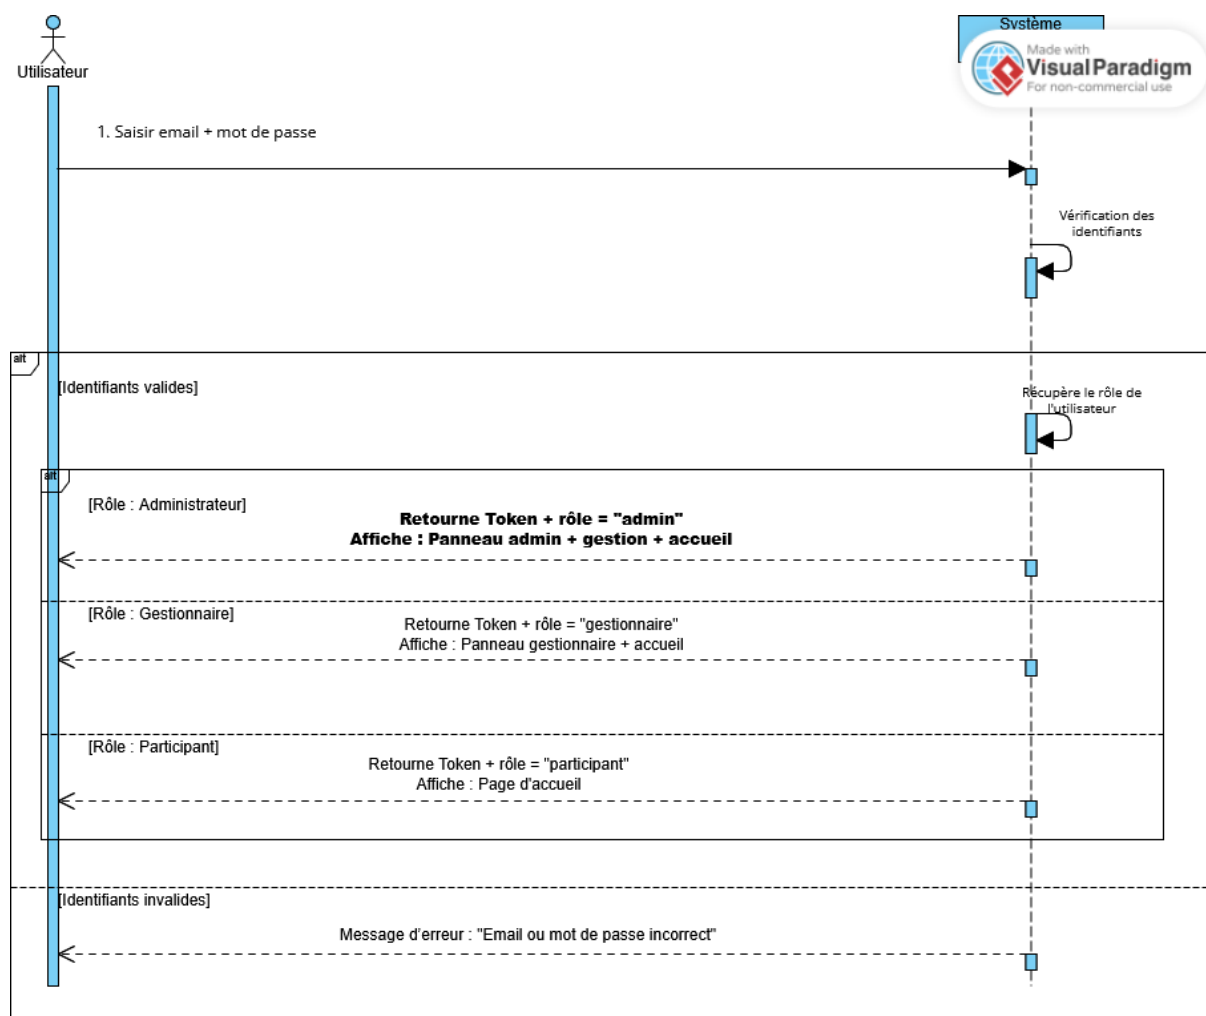 Système
Made with
Visual Paradigm
For non-commercial use
Utilisateur
1. Saisir email + mot de passe
Vérification des
identifiants
alt
[Identifiants valides]
Récupère le rôle de
l'utilisateur
alt
[Rôle : Administrateur]
Retourne Token + rôle = "admin"
Affiche : Panneau admin + gestion + accueil
[Rôle : Gestionnaire]
Retourne Token + rôle = "gestionnaire"
Affiche : Panneau gestionnaire + accueil
[Rôle : Participant]
Retourne Token + rôle = "participant"
Affiche : Page d'accueil
[Identifiants invalides]
Message d'erreur : "Email ou mot de passe incorrect"